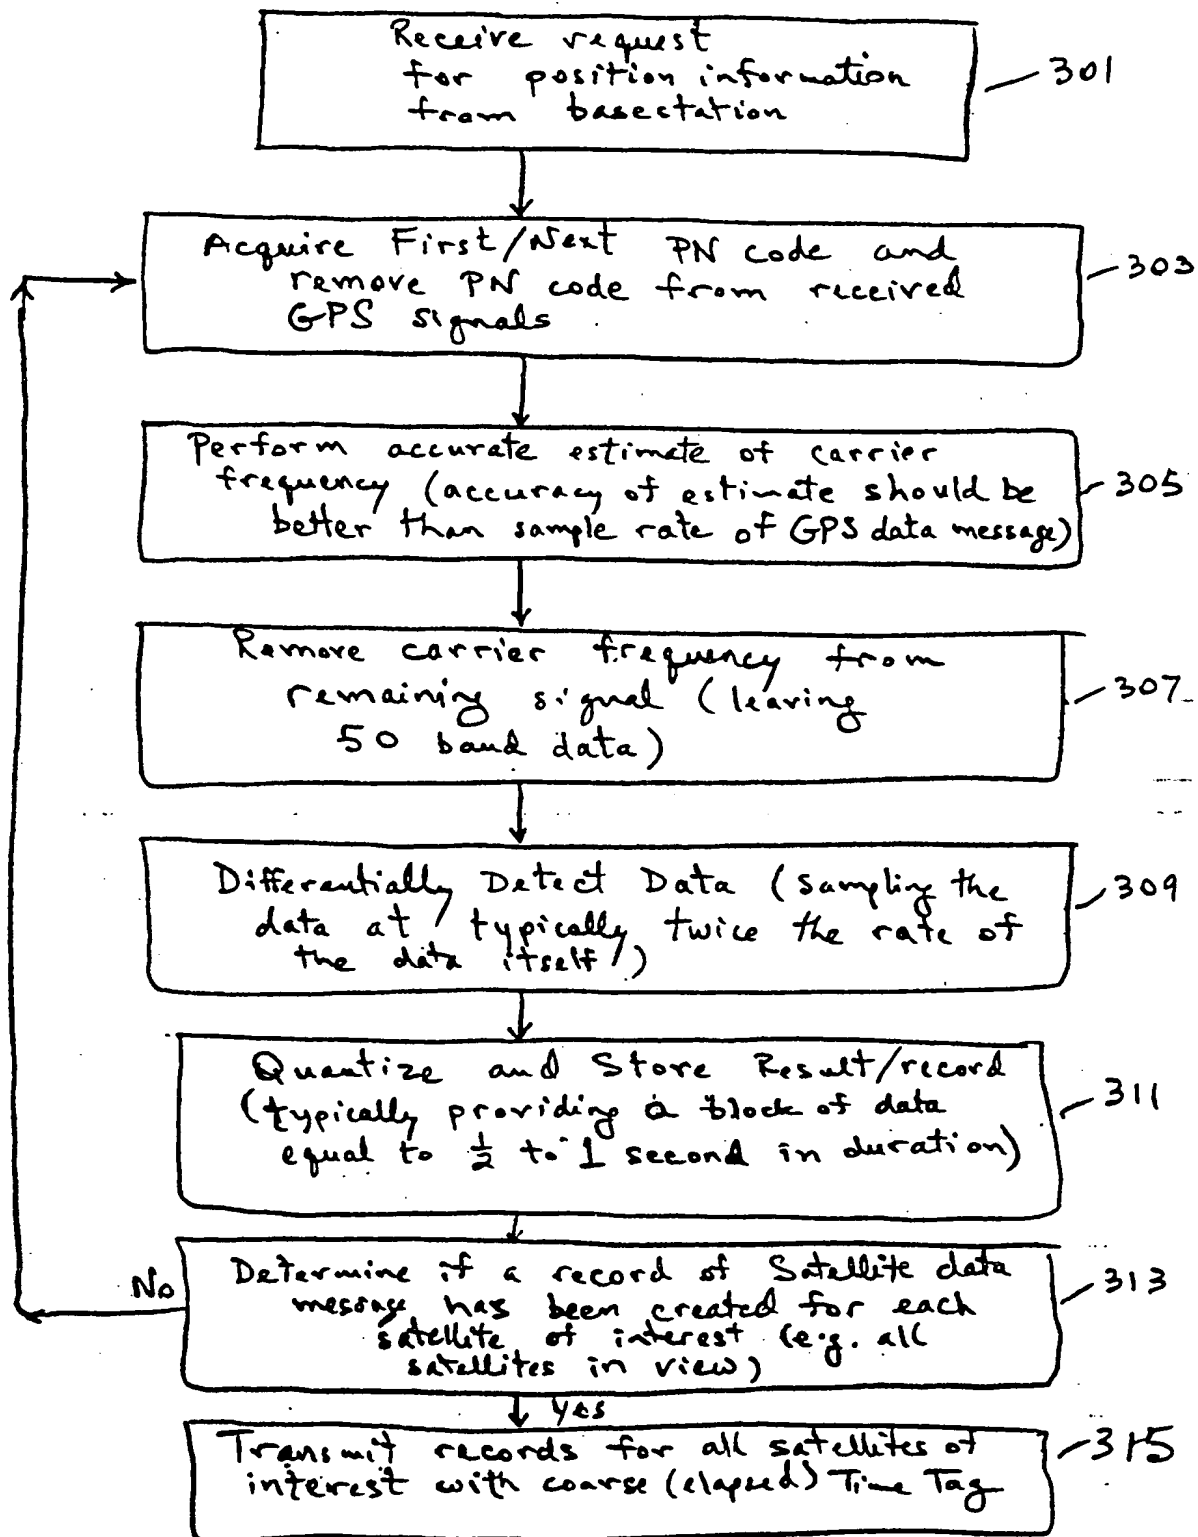 Receive request
for position information
from basestation
301
Acquire First/Next PN code and
remove PN code from received
GPS signals
303
Perform accurate estimate of carrier
frequency (accuracy of estimate should be
better than sample rate of GPS data message)
305
Remove carrier frequency from
remaining signal (leaving
50 baud data)
307
Differentially Detect Data (sampling the
data at typically twice the rate of
the data itself)
309
Quantize and Store Result/record
(typically providing a block of data
equal to ½ to 1 second in duration)
311
No
Determine if a record of Satellite data
message has been created for each
satellite of interest (e.g. all
satellites in view)
313
Yes
Transmit records for all satellites of
interest with coarse (elapsed) Time Tag
315